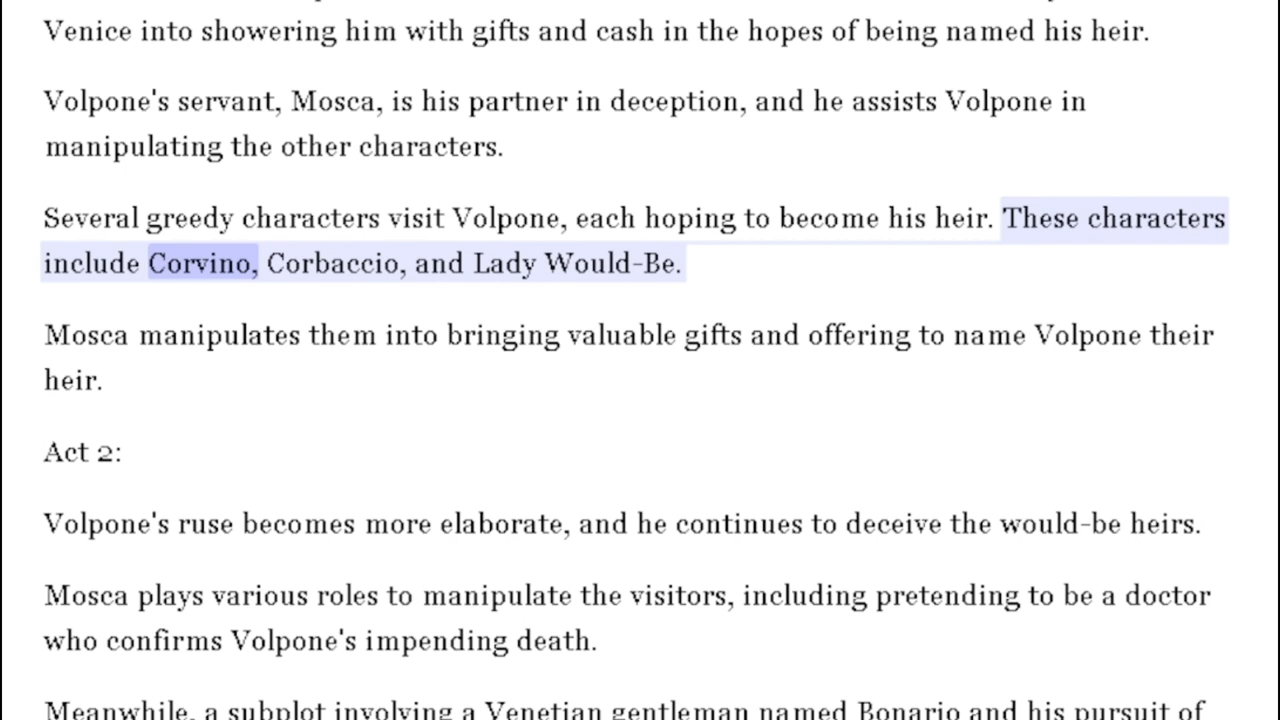 Venice into showering him with gifts and cash in the hopes of being named his heir.
Volpone's servant, Mosca, is his partner in deception, and he assists Volpone in
manipulating the other characters.
Several greedy characters visit Volpone, each hoping to become his heir. These characters
include Corvino, Corbaccio, and Lady Would-Be.
Mosca manipulates them into bringing valuable gifts and offering to name Volpone their
heir.
Act 2:
Volpone's ruse becomes more elaborate, and he continues to deceive the would-be heirs.
Mosca plays various roles to manipulate the visitors, including pretending to be a doctor
who confirms Volpone's impending death.
Meanwhile, a subplot involving a Venetian gentleman named Bonario and his pursuit of